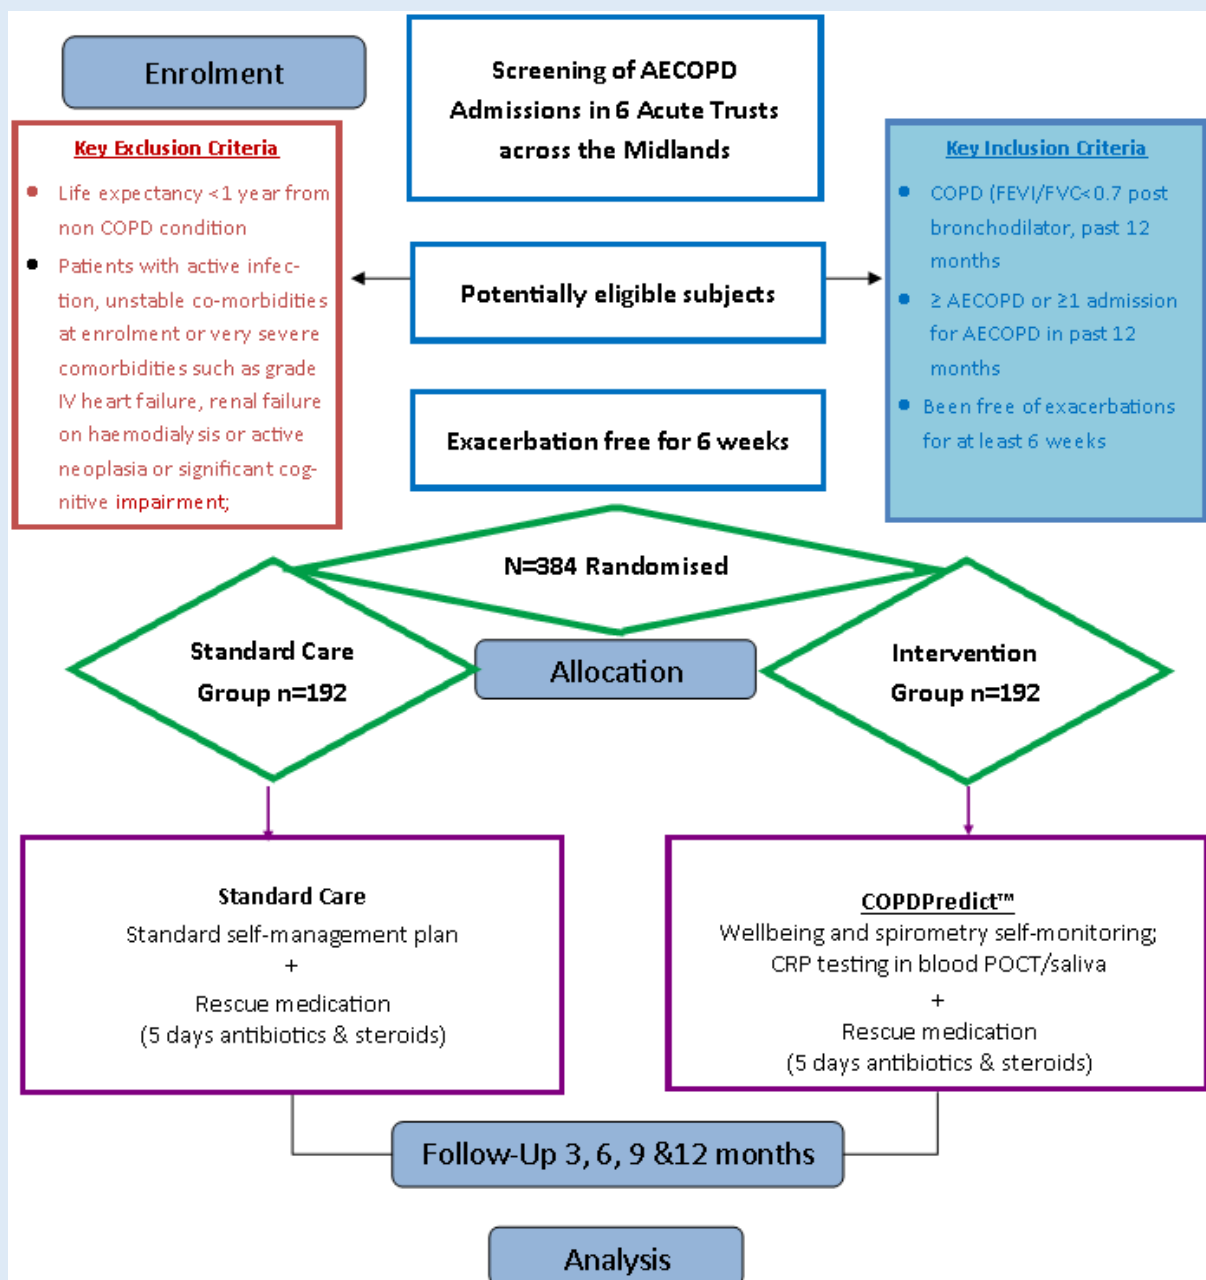 Enrolment
Screening of AECOPD
Admissions in 6 Acute Trusts
across the Midlands
Key Exclusion Criteria
• Life expectancy <1 year from
non COPD condition
• Patients with active infec-
tion, unstable co-morbidities
at enrolment or very severe
comorbidities such as grade
IV heart failure, renal failure
on haemodialysis or active
neoplasia or significant cog-
nitive impairment;
Key Inclusion Criteria
• COPD (FEVI/FVC<0.7 post
bronchodilator, past 12
months
• ≥ AECOPD or ≥1 admission
for AECOPD in past 12
months
• Been free of exacerbations
for at least 6 weeks
Potentially eligible subjects
Exacerbation free for 6 weeks
N=384 Randomised
Standard Care
Group n=192
Allocation
Intervention
Group n=192
Standard Care
Standard self-management plan
+
Rescue medication
(5 days antibiotics & steroids)
COPDPredict™
Wellbeing and spirometry self-monitoring;
CRP testing in blood POCT/saliva
+
Rescue medication
(5 days antibiotics & steroids)
Follow-Up 3, 6, 9 &12 months
Analysis